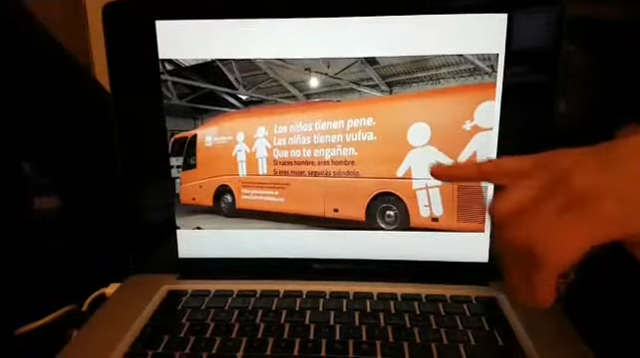 Los niños tienen pene.
Las niñas tienen vulva.
Que no te engañen.
Si naces hombre, eres hombre.
Si eres mujer, seguirás siéndolo.